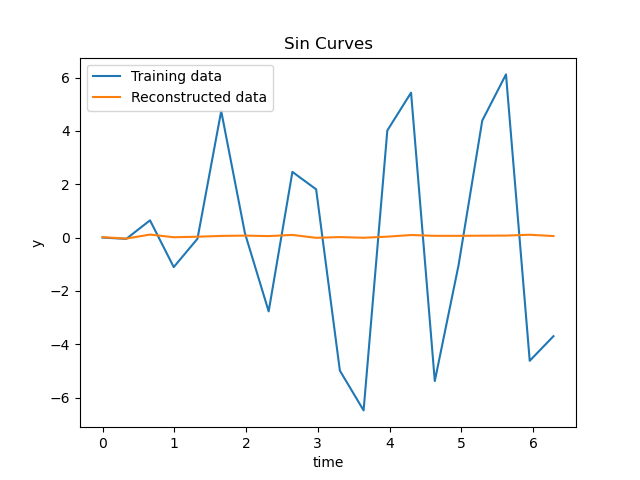 Sin Curves
Training data
Reconstructed data
6
4
2
0
−2
−4
−6
y
0 1 2 3 4 5 6
time